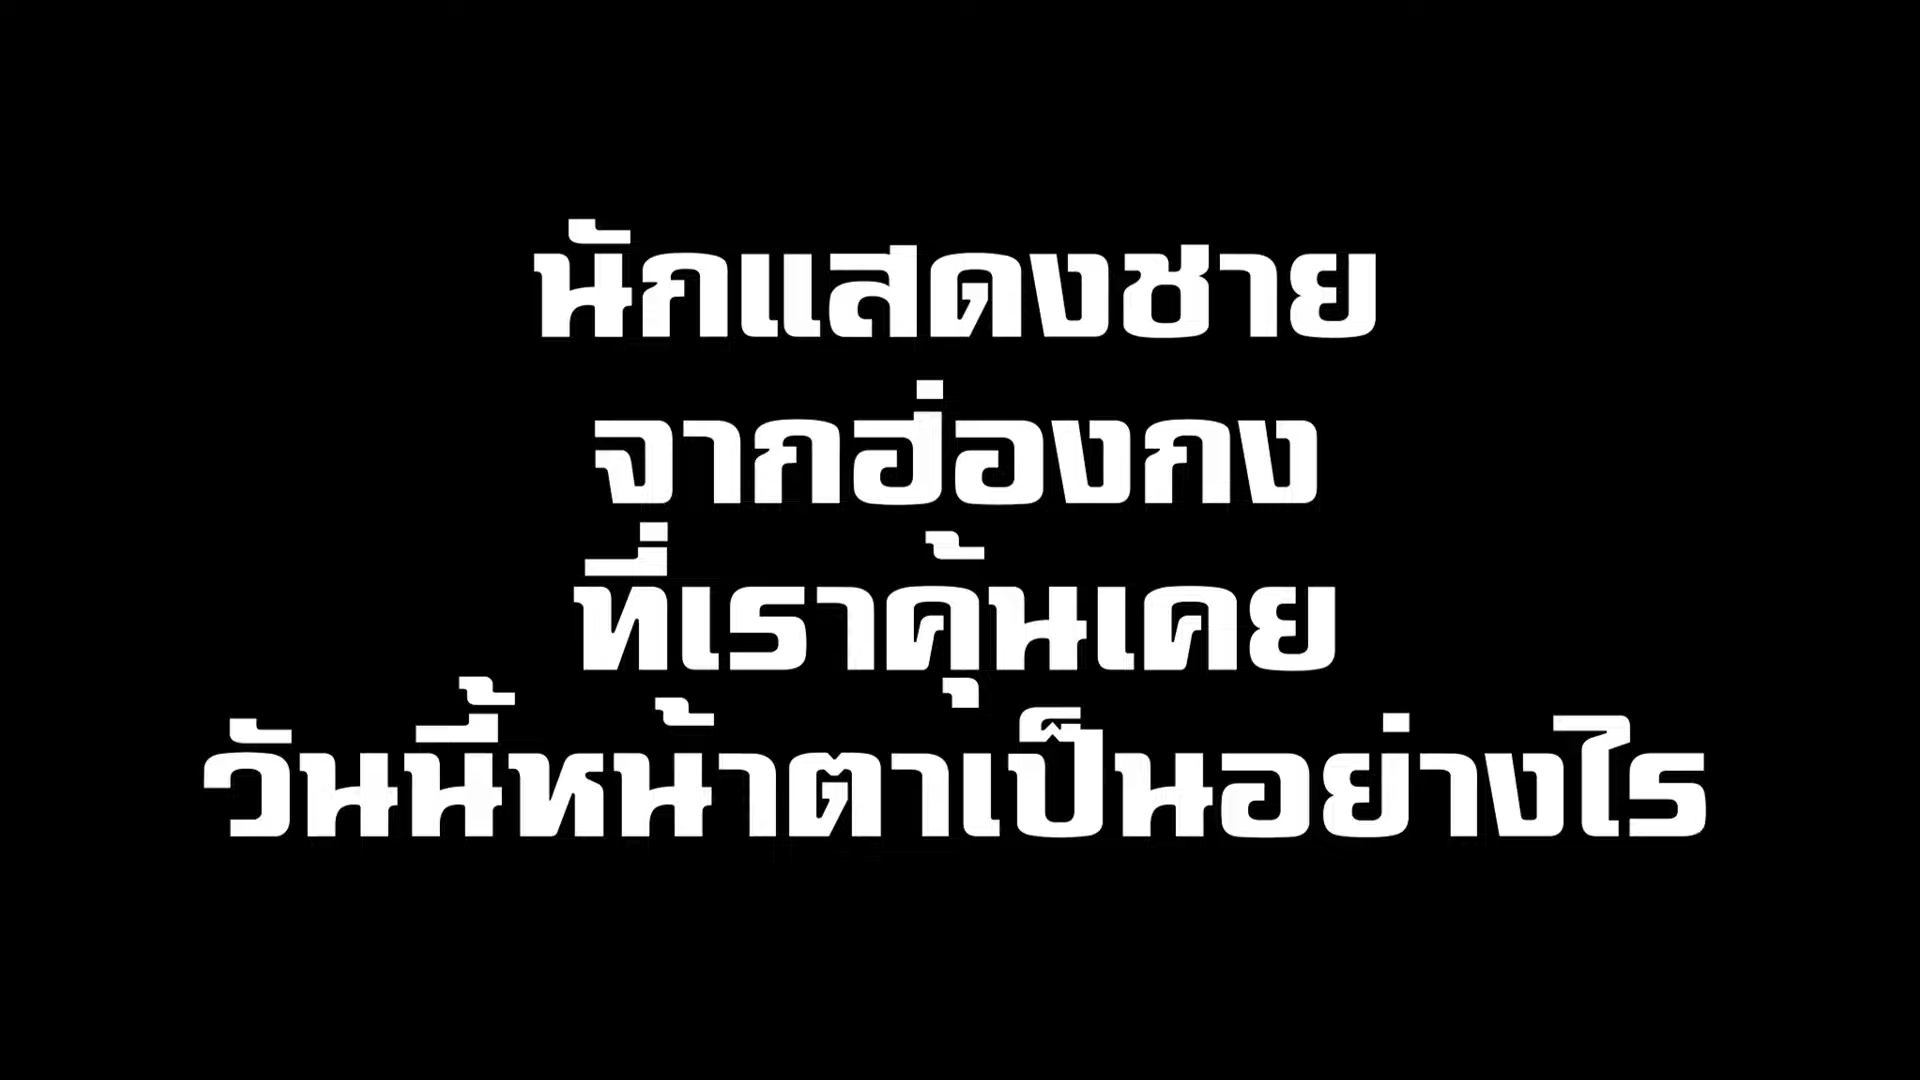 นักแสดงชาย
จากฮ่องกง
ที่เราคุ้นเคย
วันนี้หน้าตาเป็นอย่างไร